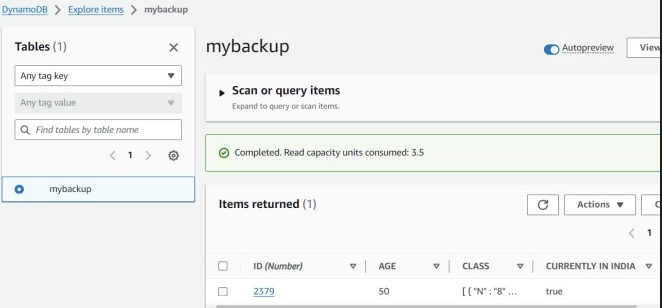 DynamoDB > Explore items > mybackup
Tables (1)
Any tag key
Any tag value
Find tables by table name
< 1 >
mybackup
mybackup
Autopreview
View
Scan or query items
Expand to query or scan items.
Completed. Read capacity units consumed: 3.5
Items returned (1)
Actions
< 1
ID (Number) AGE CLASS CURRENTLY IN INDIA
2379 50 [ { "N" : "8" ... true